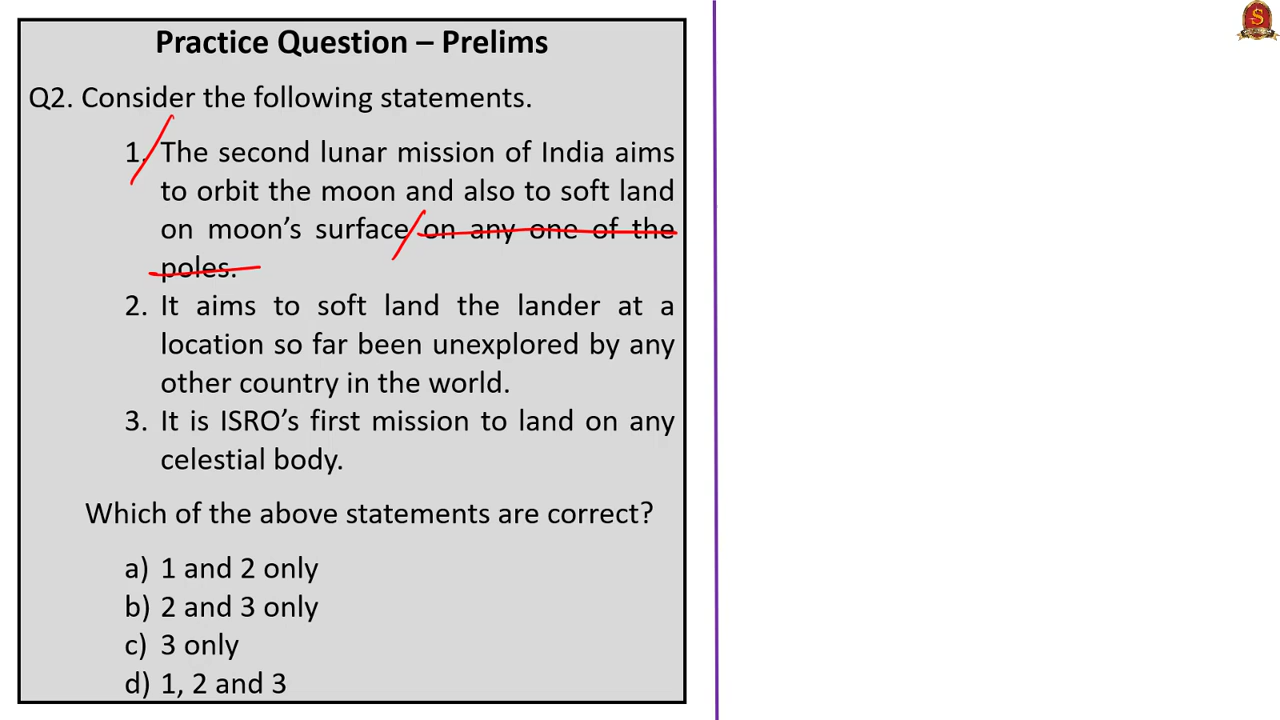 Practice Question – Prelims
Q2. Consider the following statements.
1. The second lunar mission of India aims
to orbit the moon and also to soft land
on moon's surface on any one of the
poles.
2. It aims to soft land the lander at a
location so far been unexplored by any
other country in the world.
3. It is ISRO's first mission to land on any
celestial body.
Which of the above statements are correct?
a) 1 and 2 only
b) 2 and 3 only
c) 3 only
d) 1, 2 and 3
S